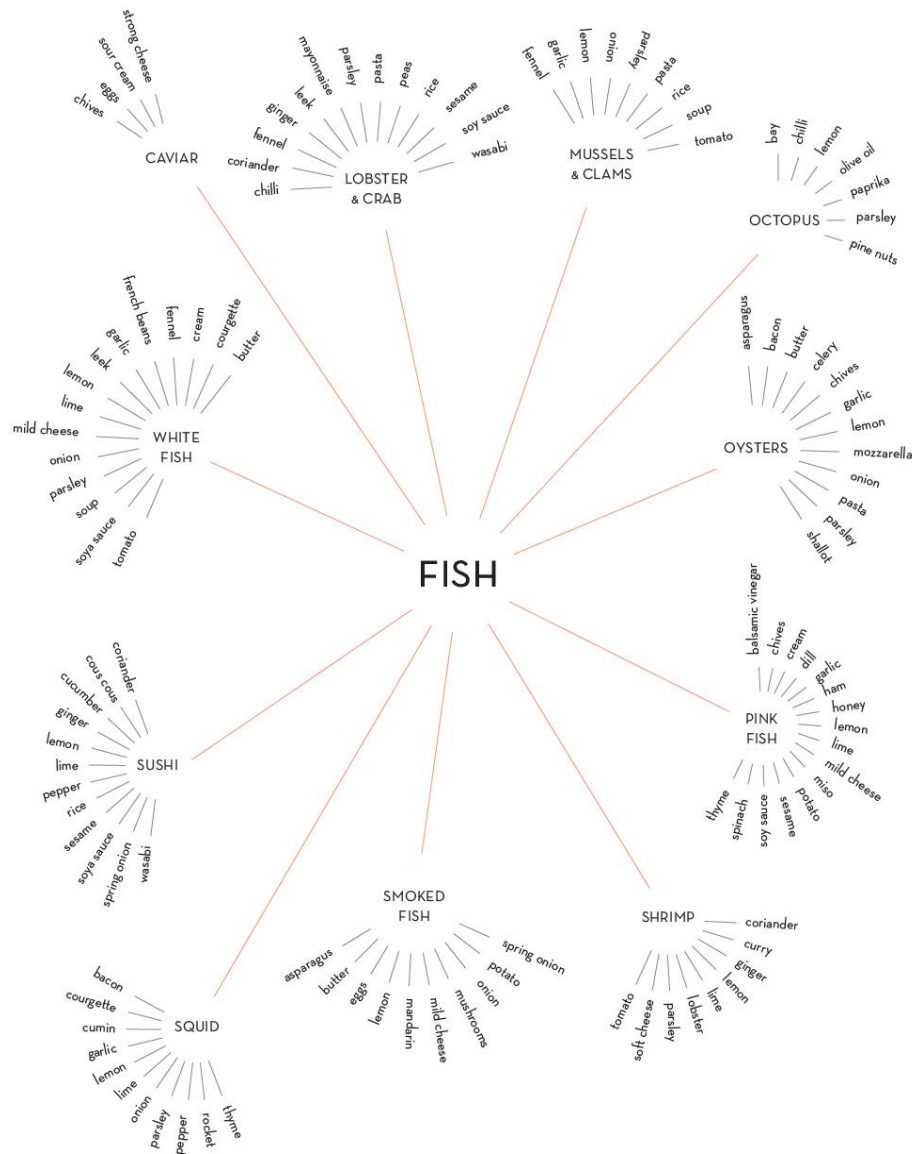 strong cheese
sour cream
eggs
chives
CAVIAR
mayonnaise
parsley
pasta
peas
rice
sesame
soy sauce
wasabi
leek
ginger
fennel
coriander
chilli
LOBSTER
& CRAB
fennel
garlic
lemon
onion
parsley
pasta
rice
soup
tomato
MUSSELS
& CLAMS
bay
chilli
lemon
olive oil
paprika
parsley
pine nuts
OCTOPUS
french beans
fennel
cream
courgette
butter
garlic
leek
lemon
lime
mild cheese
onion
parsley
soup
soya sauce
tomato
WHITE
FISH
asparagus
bacon
butter
celery
chives
garlic
lemon
mozzarella
onion
pasta
parsley
shallot
OYSTERS
FISH
balsamic vinegar
chives
cream
dill
garlic
ham
honey
lemon
lime
mild cheese
miso
potato
sesame
soy sauce
spinach
thyme
PINK
FISH
coriander
cous cous
cucumber
ginger
lemon
lime
pepper
rice
sesame
soya sauce
spring onion
wasabi
SUSHI
SMOKED
FISH
asparagus
butter
eggs
lemon
mandarin
mild cheese
mushrooms
onion
potato
spring onion
SHRIMP
coriander
curry
ginger
lemon
lime
lobster
parsley
soft cheese
tomato
bacon
courgette
cumin
garlic
lemon
lime
onion
parsley
pepper
rocket
thyme
SQUID